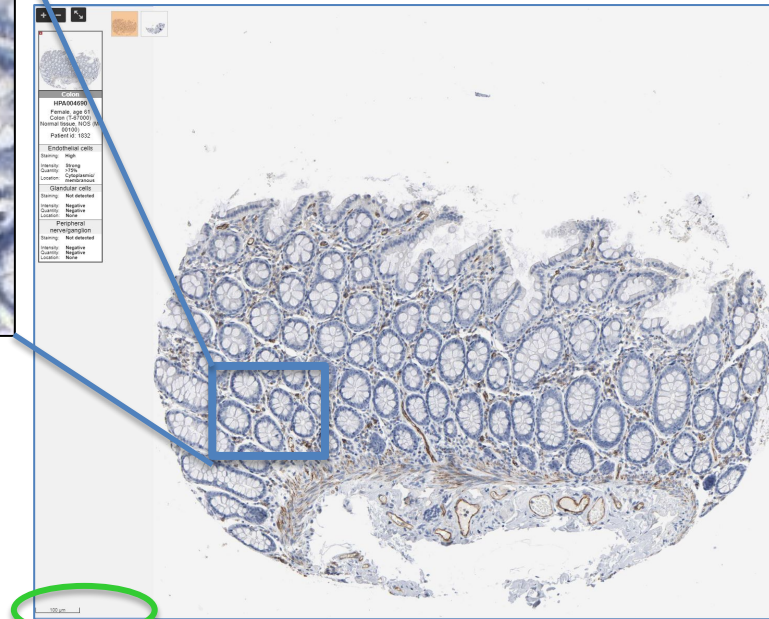 Colon
HPA004690
Female, age 61
Colon (T-67000)
Normal tissue, NOS (M-
00100)
Patient id: 1832
Endothelial cells
Staining: High
Intensity: Strong
Quantity: >75%
Location: Cytoplasmic/
membranous
Glandular cells
Staining: Not detected
Intensity: Negative
Quantity: Negative
Location: None
Peripheral
nerve/ganglion
Staining: Not detected
Intensity: Negative
Quantity: Negative
Location: None
100 µm